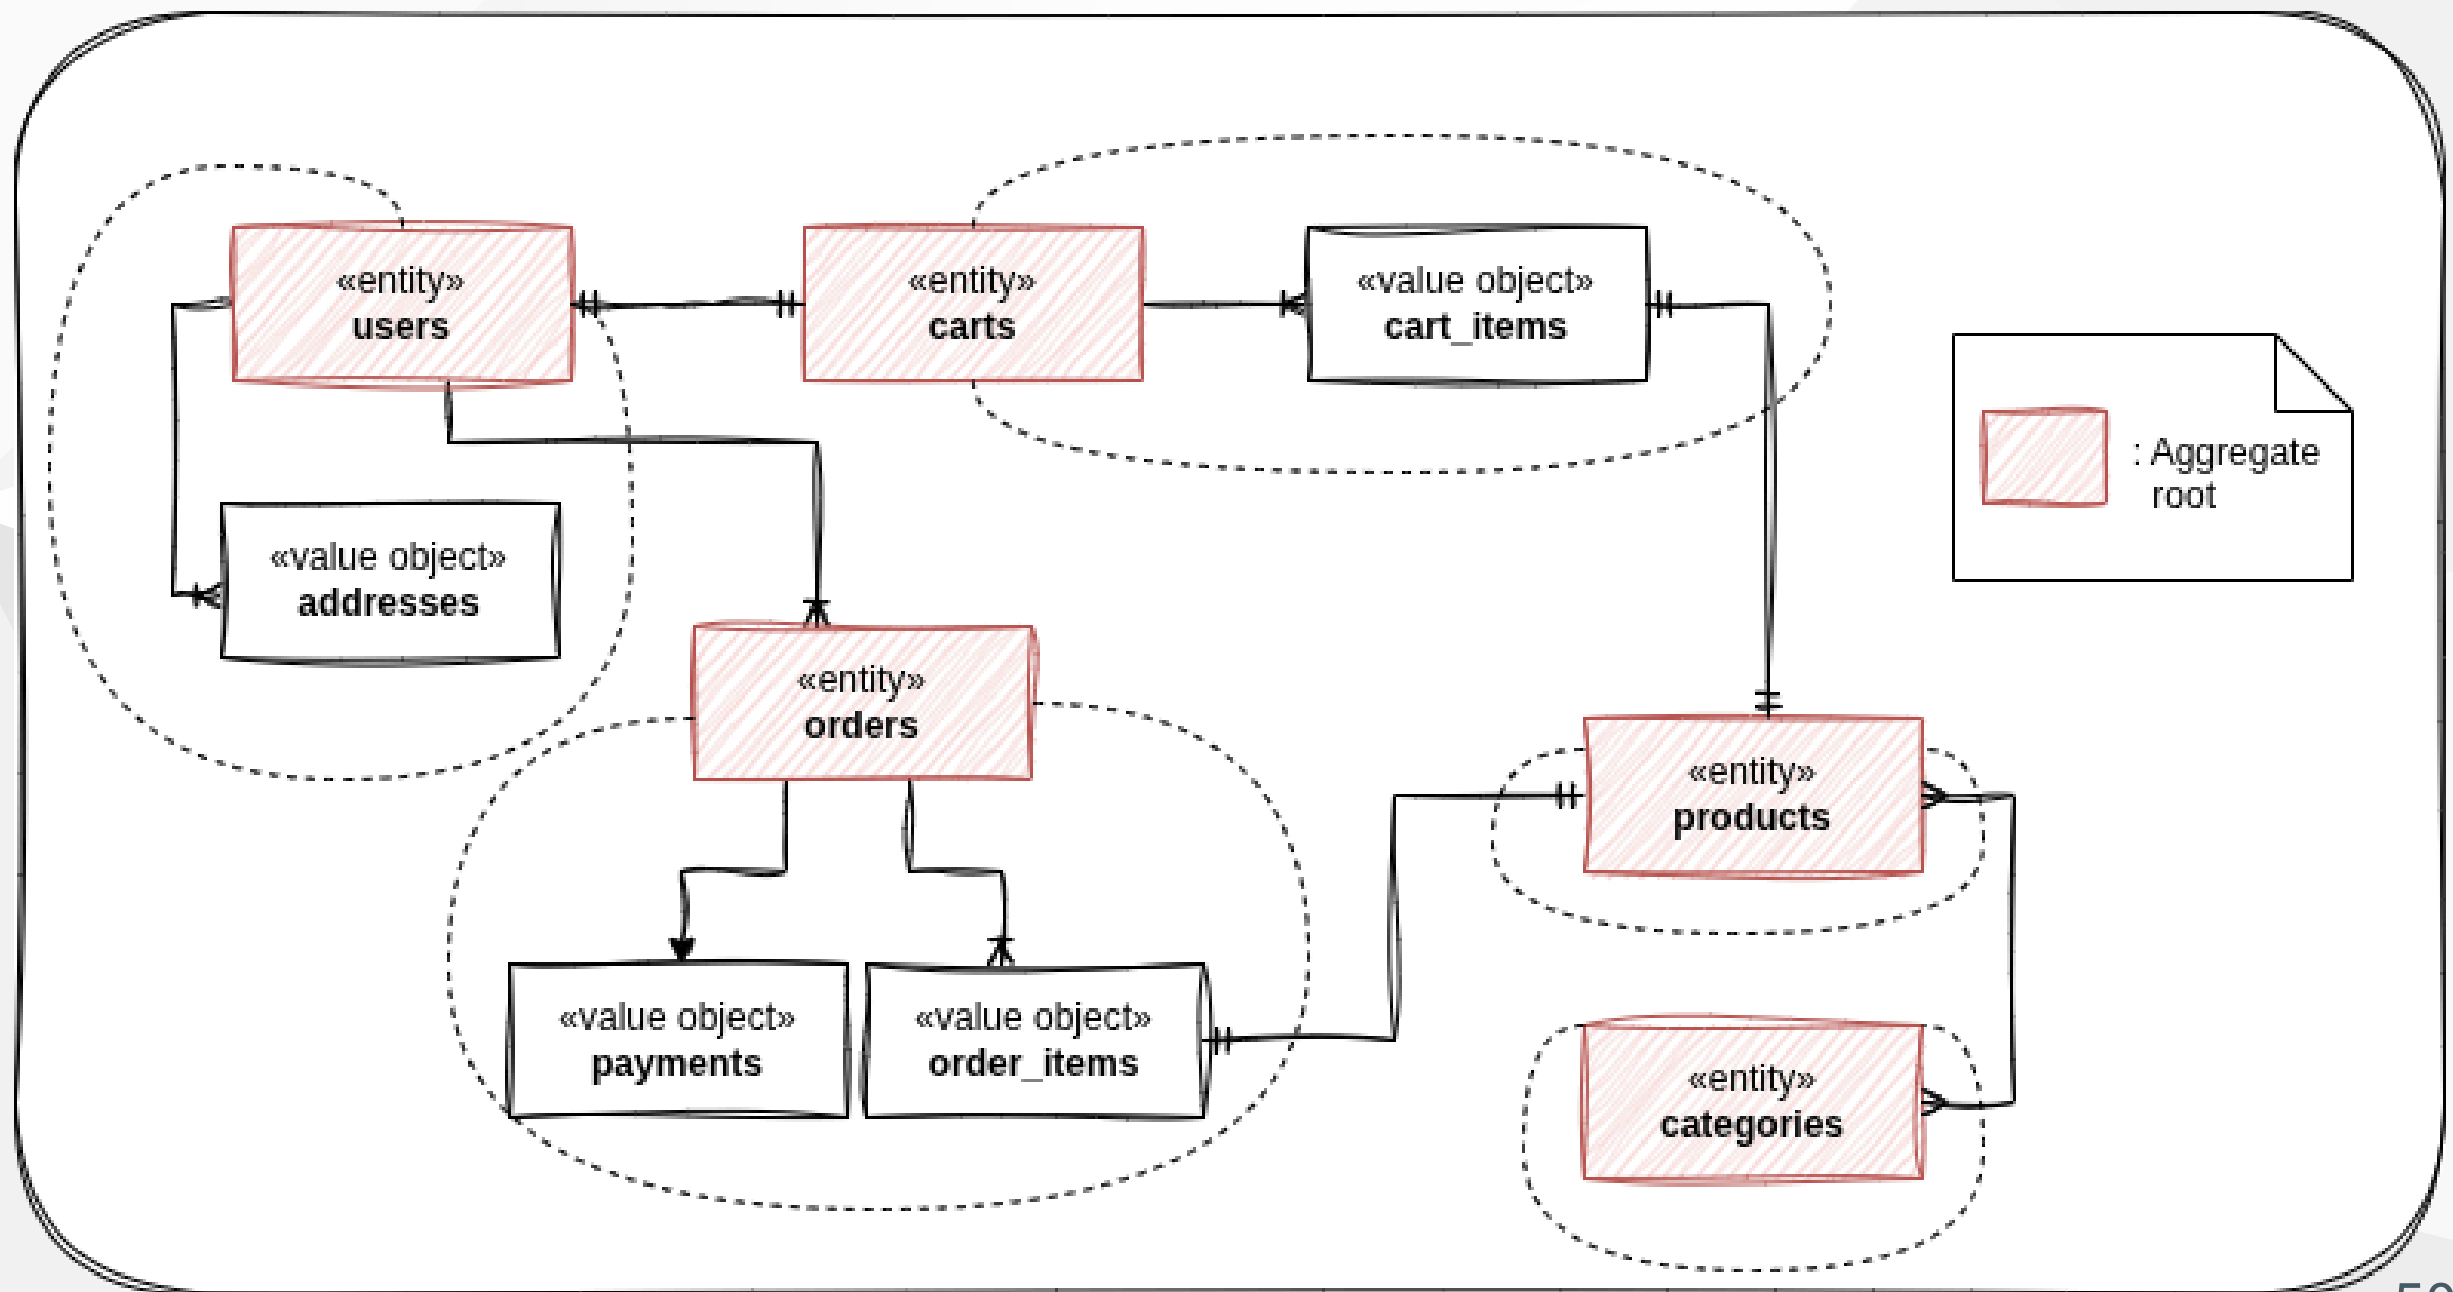 «entity»
users
«entity»
carts
«value object»
cart_items
: Aggregate
root
«value object»
addresses
«entity»
orders
«entity»
products
«value object»
payments
«value object»
order_items
«entity»
categories